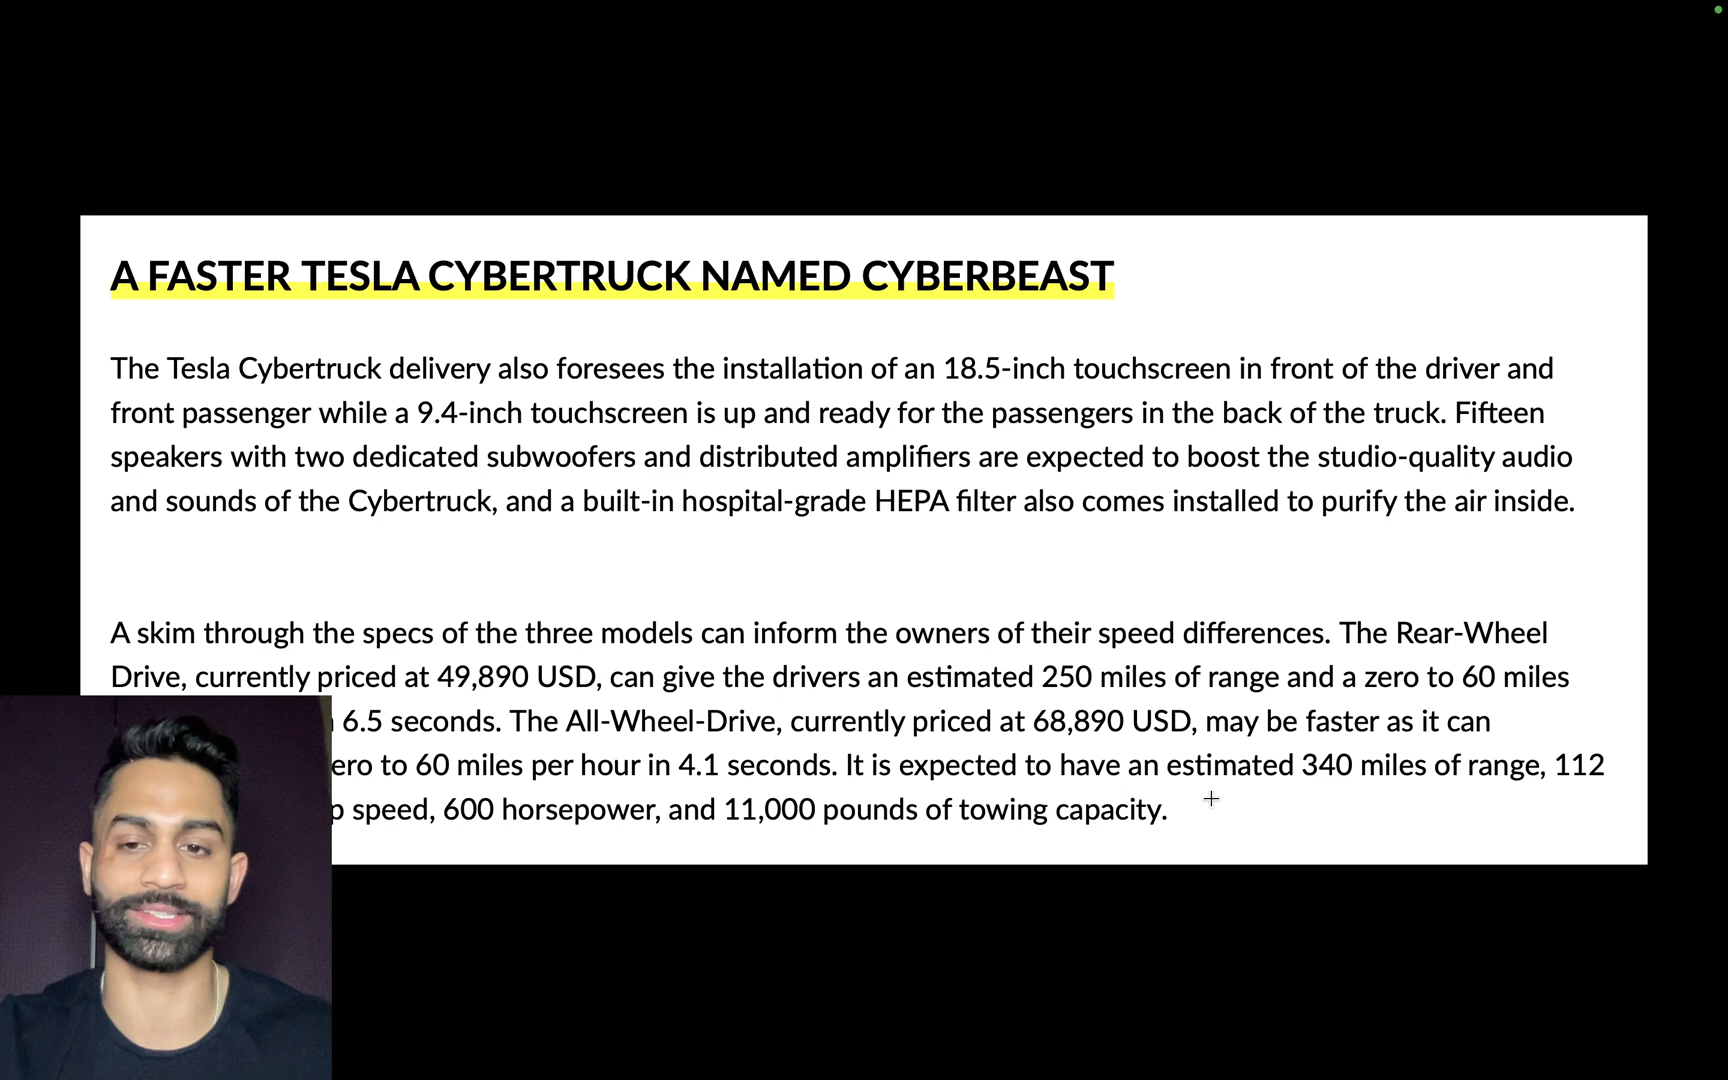 A FASTER TESLA CYBERTRUCK NAMED CYBERBEAST
The Tesla Cybertruck delivery also foresees the installation of an 18.5-inch touchscreen in front of the driver and
front passenger while a 9.4-inch touchscreen is up and ready for the passengers in the back of the truck. Fifteen
speakers with two dedicated subwoofers and distributed amplifiers are expected to boost the studio-quality audio
and sounds of the Cybertruck, and a built-in hospital-grade HEPA filter also comes installed to purify the air inside.
A skim through the specs of the three models can inform the owners of their speed differences. The Rear-Wheel
Drive, currently priced at 49,890 USD, can give the drivers an estimated 250 miles of range and a zero to 60 miles
6.5 seconds. The All-Wheel-Drive, currently priced at 68,890 USD, may be faster as it can
to 60 miles per hour in 4.1 seconds. It is expected to have an estimated 340 miles of range, 112
speed, 600 horsepower, and 11,000 pounds of towing capacity.